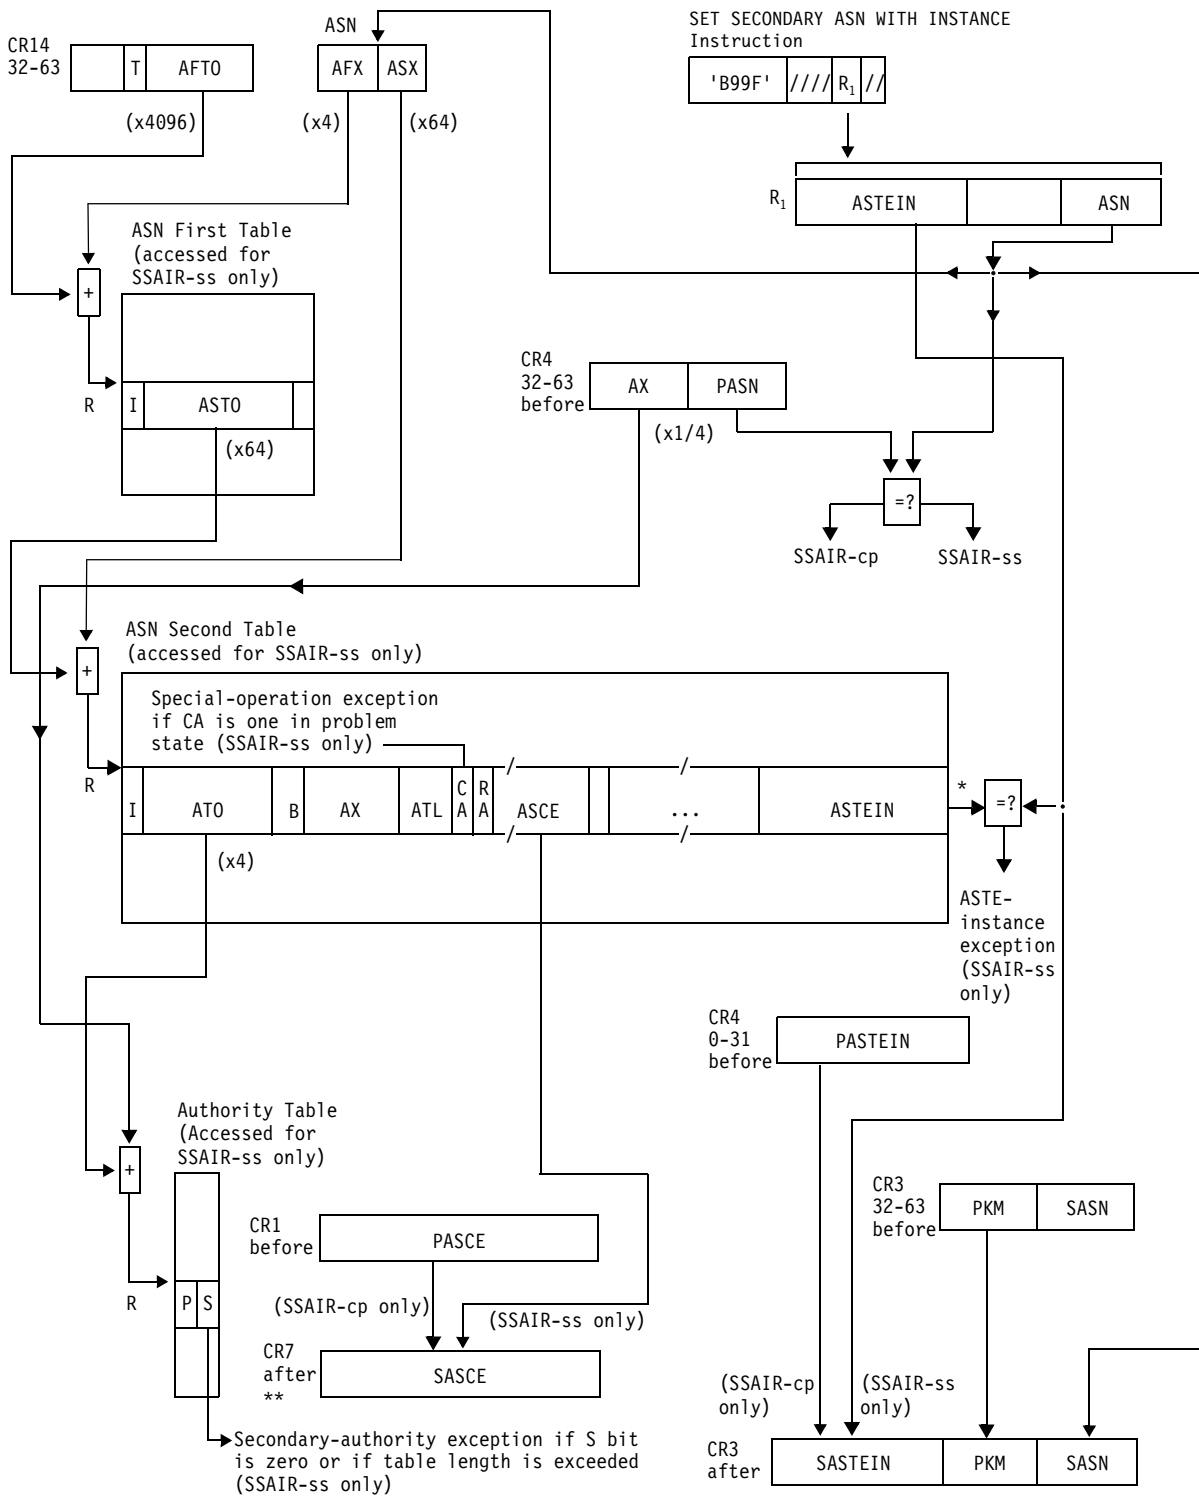 ASN
SET SECONDARY ASN WITH INSTANCE
Instruction
CR14
32-63
T
AFTO
AFX
ASX
'B99F'
////
R1
//
(x4096)
(x4)
(x64)
R1
ASTEIN
ASN
ASN First Table
(accessed for
SSAIR-ss only)
+
R
I
ASTO
(x64)
CR4
32-63
before
AX
PASN
(x1/4)
=?
SSAIR-cp
SSAIR-ss
ASN Second Table
(accessed for SSAIR-ss only)
+
R
Special-operation exception
if CA is one in problem
state (SSAIR-ss only)
I
ATO
B
AX
ATL
C
A
R
A
/
/
ASCE
/
/
...
ASTEIN
*
=?
(x4)
ASTE-
instance
exception
(SSAIR-ss
only)
CR4
0-31
before
PASTEIN
Authority Table
(Accessed for
SSAIR-ss only)
+
R
P
S
CR1
before
PASCE
CR3
32-63
before
PKM
SASN
(SSAIR-cp only)
(SSAIR-ss only)
CR7
after
**
SASCE
(SSAIR-cp
only)
(SSAIR-ss
only)
Secondary-authority exception if S bit
is zero or if table length is exceeded
(SSAIR-ss only)
CR3
after
SASTEIN
PKM
SASN